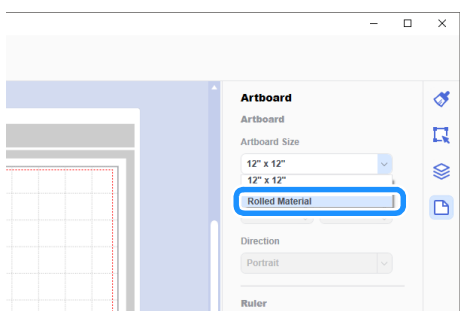 Artboard
Artboard
Artboard Size
12" x 12"
12" x 12"
Rolled Material
Direction
Portrait
Ruler